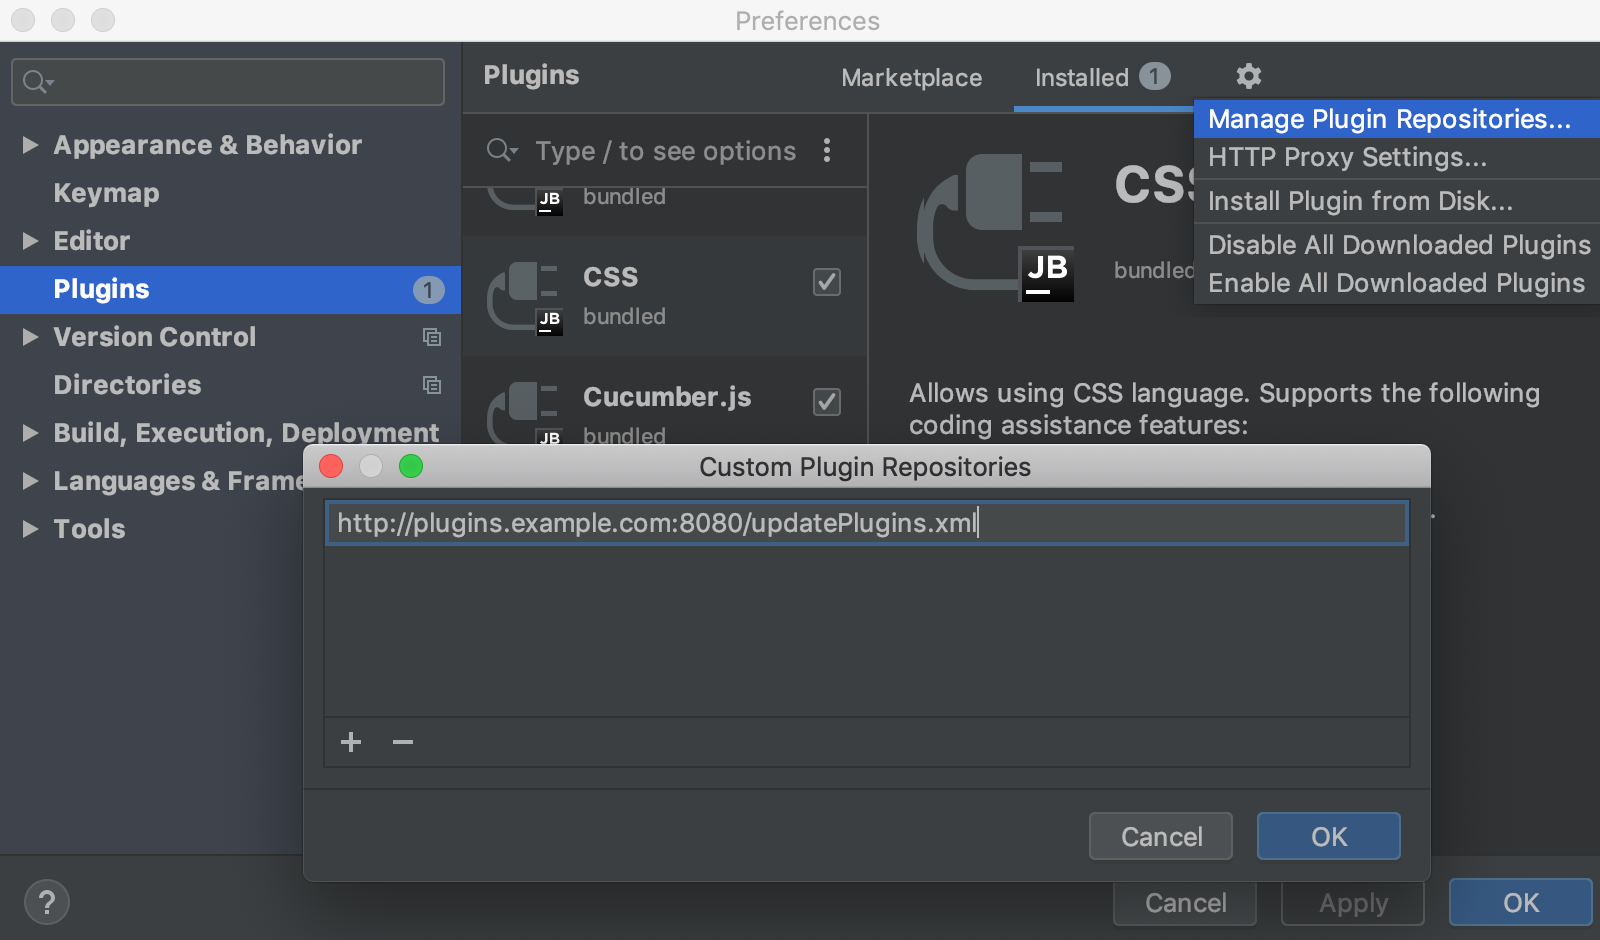 Preferences
Plugins
Marketplace
Installed 1
Manage Plugin Repositories...
HTTP Proxy Settings...
Install Plugin from Disk...
Disable All Downloaded Plugins
Enable All Downloaded Plugins
Appearance & Behavior
Keymap
Editor
Plugins 1
Version Control
Directories
Build, Execution, Deployment
Languages & Frame
Tools
Type / to see options
JB
bundled
CSS
JB
bundled
Cucumber.js
JB
bundled
CSS
JB
bundled
Allows using CSS language. Supports the following
coding assistance features:
Custom Plugin Repositories
http://plugins.example.com:8080/updatePlugins.xml
+ −
Cancel
OK
?
Cancel
Apply
OK